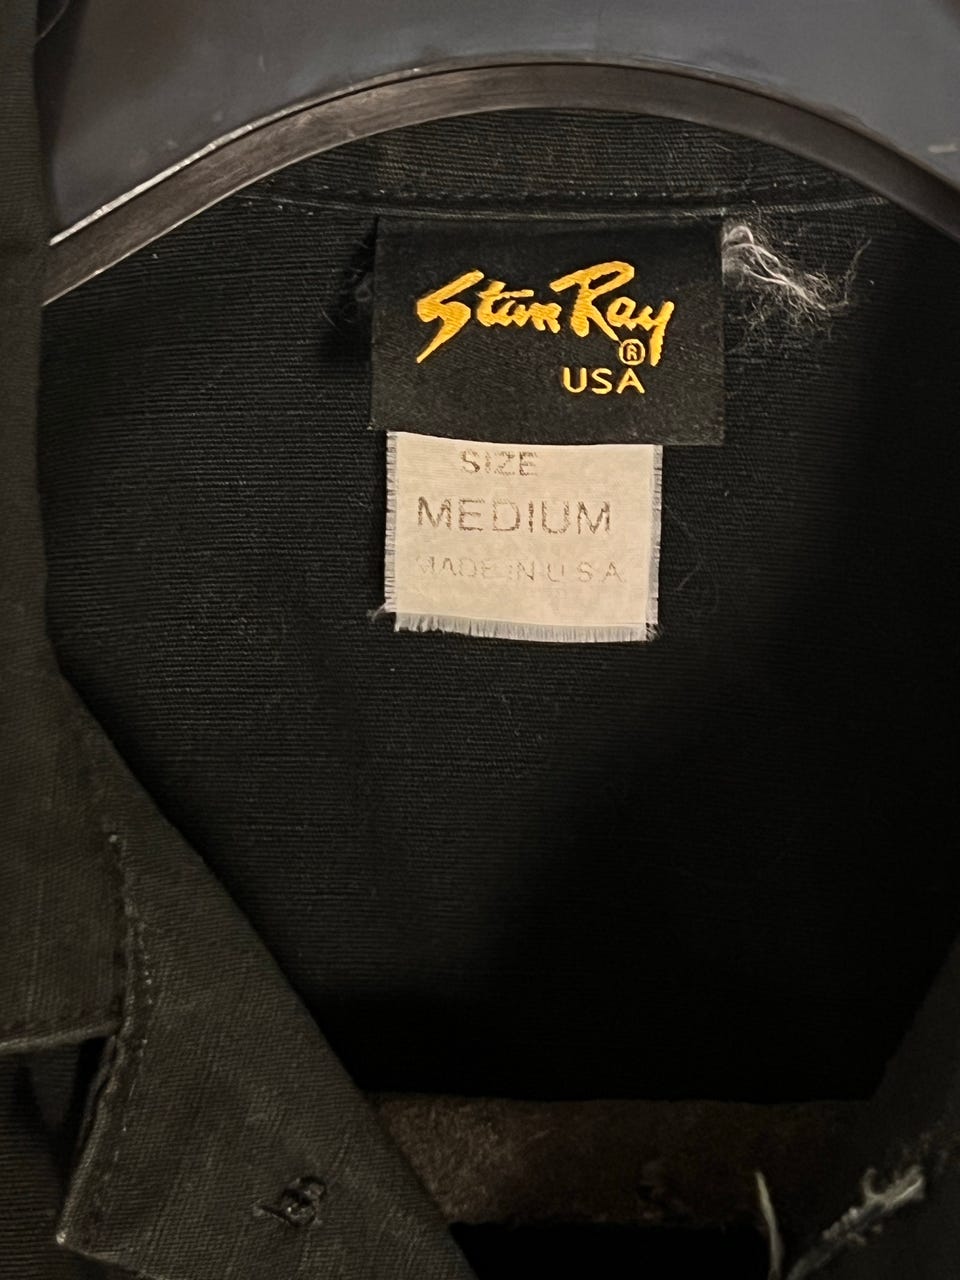 Stan Ray
®
USA
SIZE
MEDIUM
MADE IN U S A